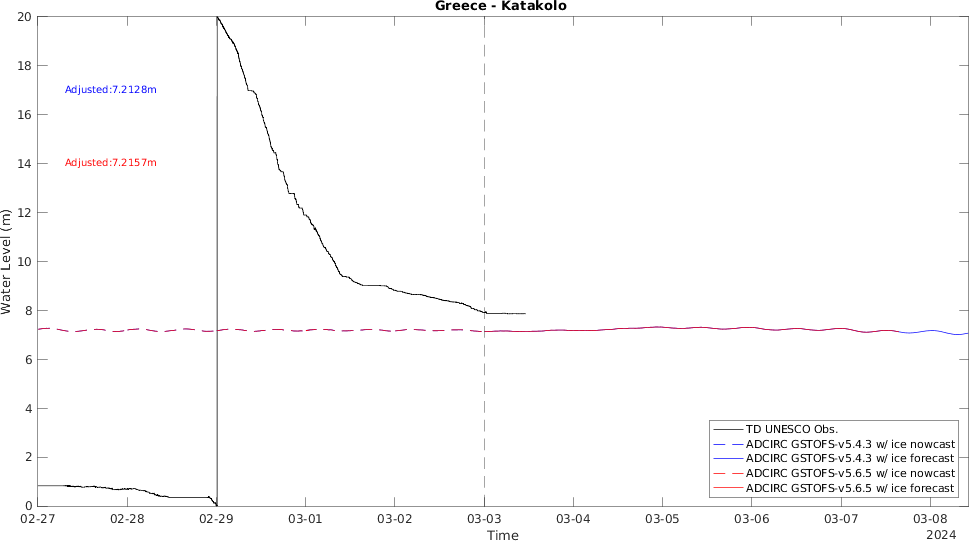 Greece - Katakolo
20
18
16
14
12
10
8
6
4
2
0
Water Level (m)
Adjusted:7.2128m
Adjusted:7.2157m
TD UNESCO Obs.
ADCIRC GSTOFS-v5.4.3 w/ ice nowcast
ADCIRC GSTOFS-v5.4.3 w/ ice forecast
ADCIRC GSTOFS-v5.6.5 w/ ice nowcast
ADCIRC GSTOFS-v5.6.5 w/ ice forecast
02-27 02-28 02-29 03-01 03-02 03-03 03-04 03-05 03-06 03-07 03-08
Time
2024